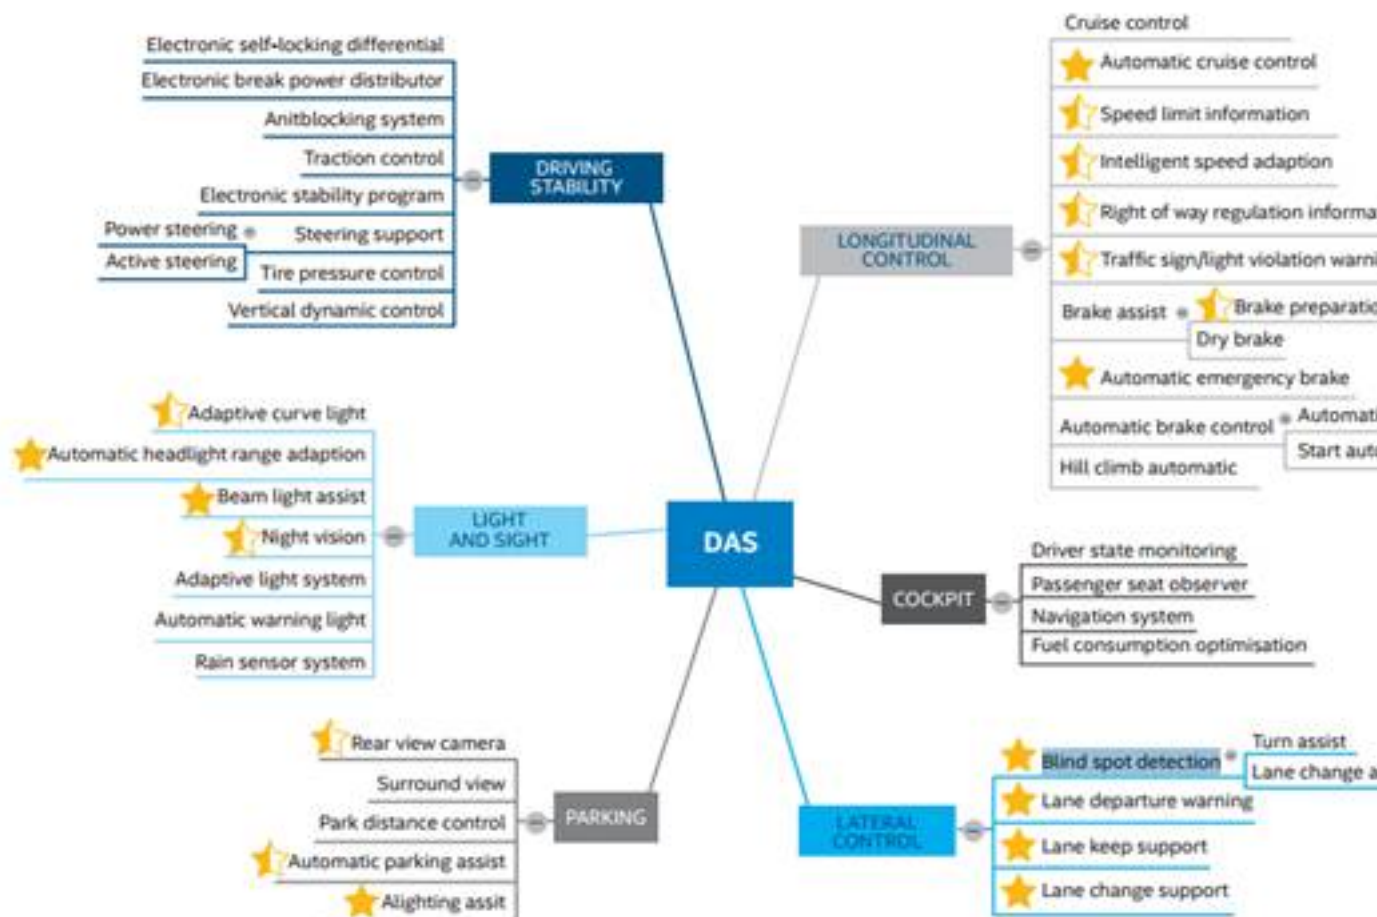 Electronic self-locking differential
Electronic break power distributor
Anitblocking system
Traction control
Electronic stability program
Power steering
Steering support
Active steering
Tire pressure control
Vertical dynamic control
DRIVING
STABILITY
Cruise control
Automatic cruise control
Speed limit information
Intelligent speed adaption
Right of way regulation informa
Traffic sign/light violation warni
Brake assist
Brake preparatio
Dry brake
Automatic emergency brake
Automatic brake control
Automati
Start auto
Hill climb automatic
LONGITUDINAL
CONTROL
Adaptive curve light
Automatic headlight range adaption
Beam light assist
Night vision
Adaptive light system
Automatic warning light
Rain sensor system
LIGHT
AND SIGHT
DAS
COCKPIT
Driver state monitoring
Passenger seat observer
Navigation system
Fuel consumption optimisation
Rear view camera
Surround view
Park distance control
Automatic parking assist
Alighting assit
PARKING
LATERAL
CONTROL
Blind spot detection
Turn assist
Lane change a
Lane departure warning
Lane keep support
Lane change support